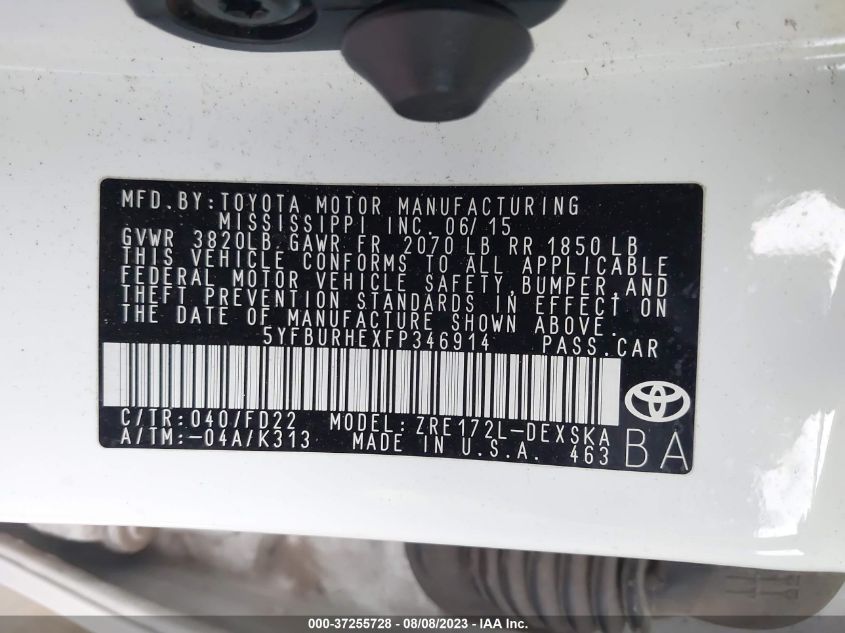 MFD.BY:TOYOTA MOTOR MANUFACTURING
MISSISSIPPI INC. 06/15
GVWR 3820LB GAWR FR 2070 LB RR 1850 LB
THIS VEHICLE CONFORMS TO ALL APPLICABLE
FEDERAL MOTOR VEHICLE SAFETY,BUMPER,AND
THEFT PREVENTION STANDARDS IN EFFECT ON
THE DATE OF MANUFACTURE SHOWN ABOVE.
5YFBURHEXFP346914 PASS.CAR
C/TR:040/FD22 MODEL:ZRE172L-DEXSKA
A/TM:-04A/K313 MADE IN U.S.A. 463
BA
000-37255728 - 08/08/2023 - IAA Inc.